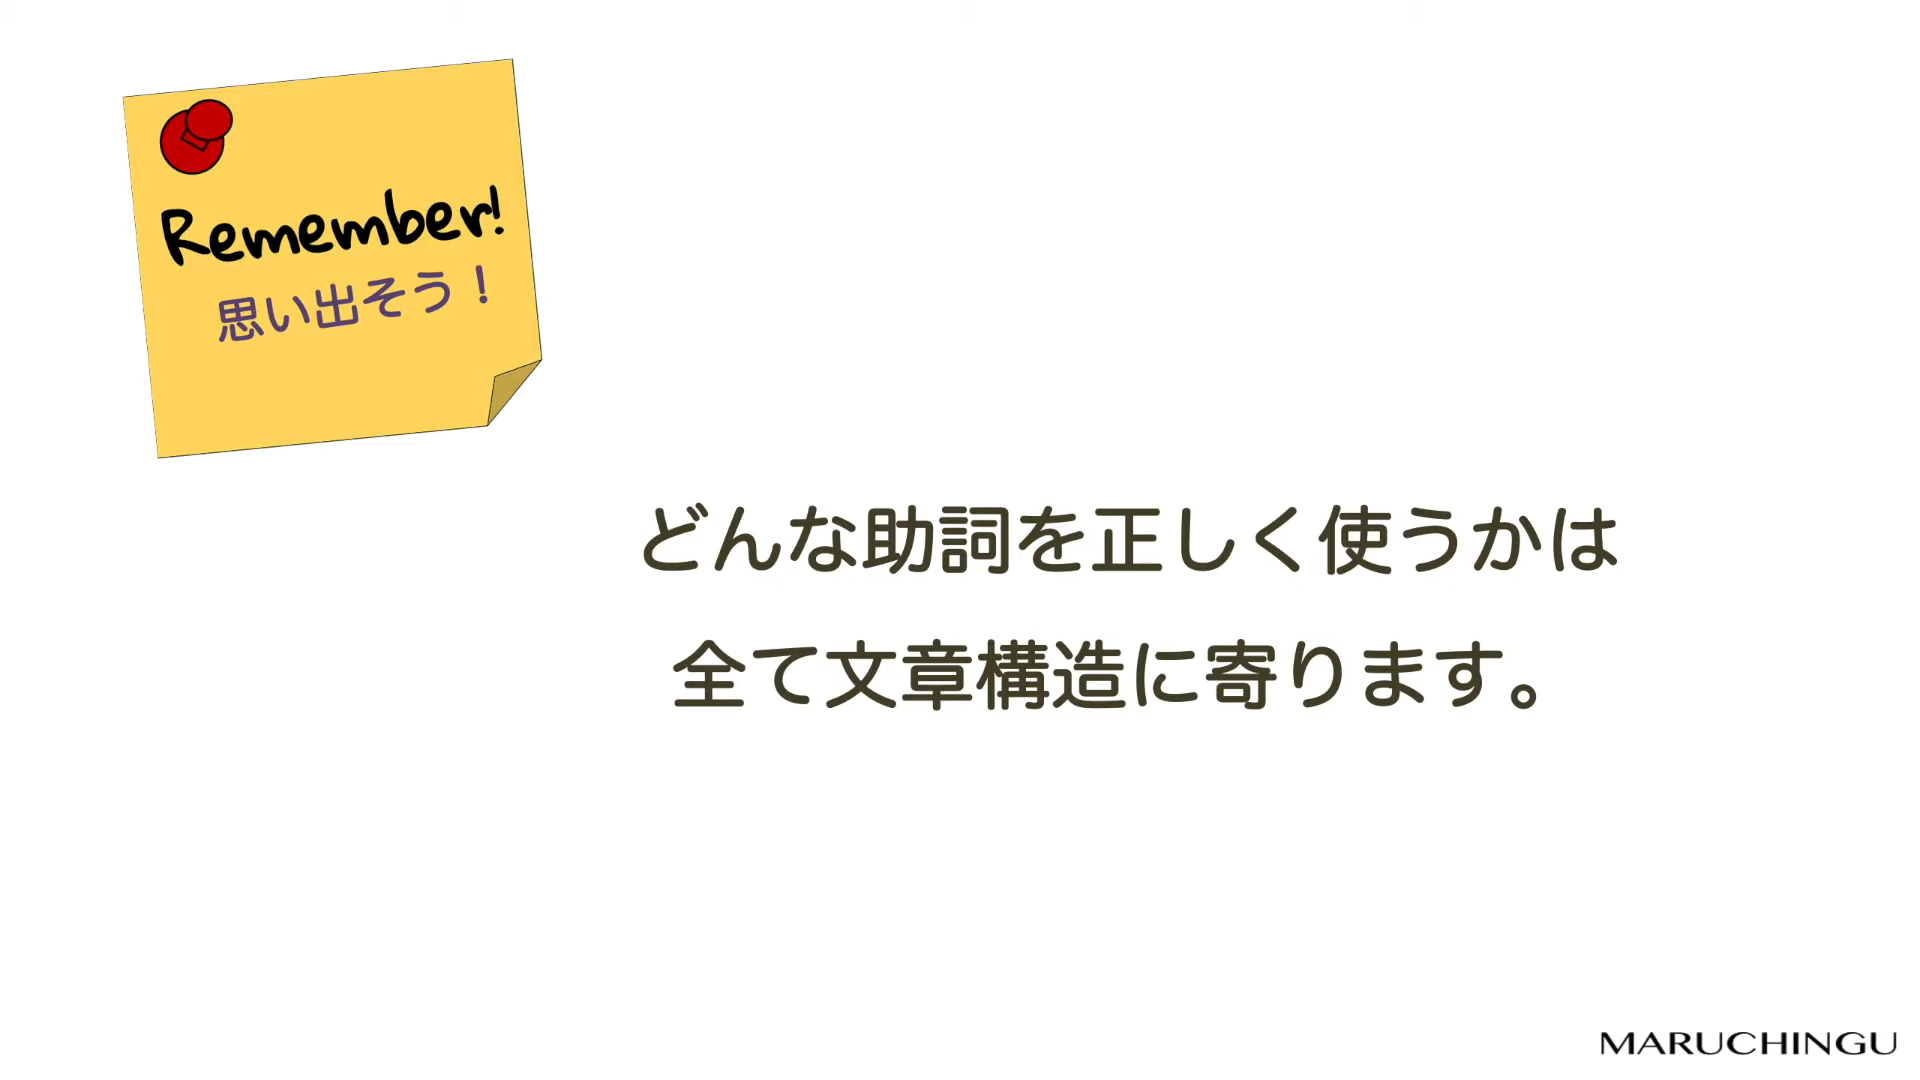 Remember!
思い出そう！
どんな助詞を正しく使うかは
全て文章構造に寄ります。
MARUCHINGU